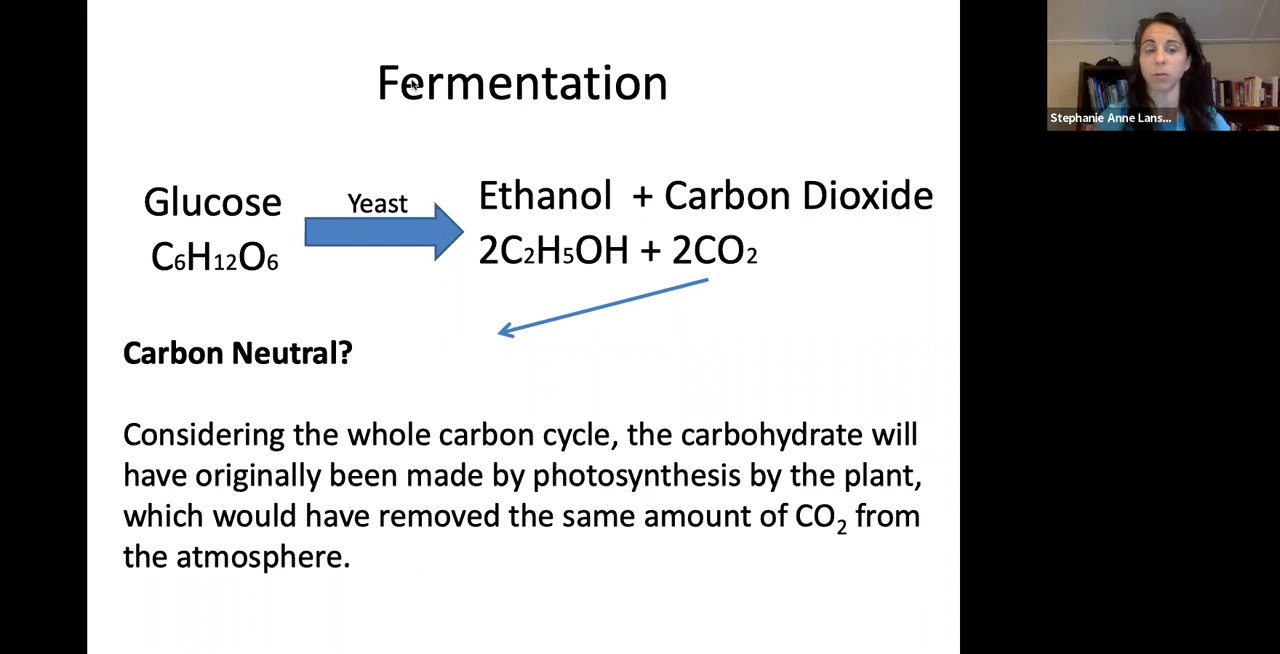 Fermentation
Glucose
Yeast
Ethanol + Carbon Dioxide
C₆H₁₂O₆
2C₂H₅OH + 2CO₂
Carbon Neutral?
Considering the whole carbon cycle, the carbohydrate will
have originally been made by photosynthesis by the plant,
which would have removed the same amount of CO₂ from
the atmosphere.
Stephanie Anne Lans...